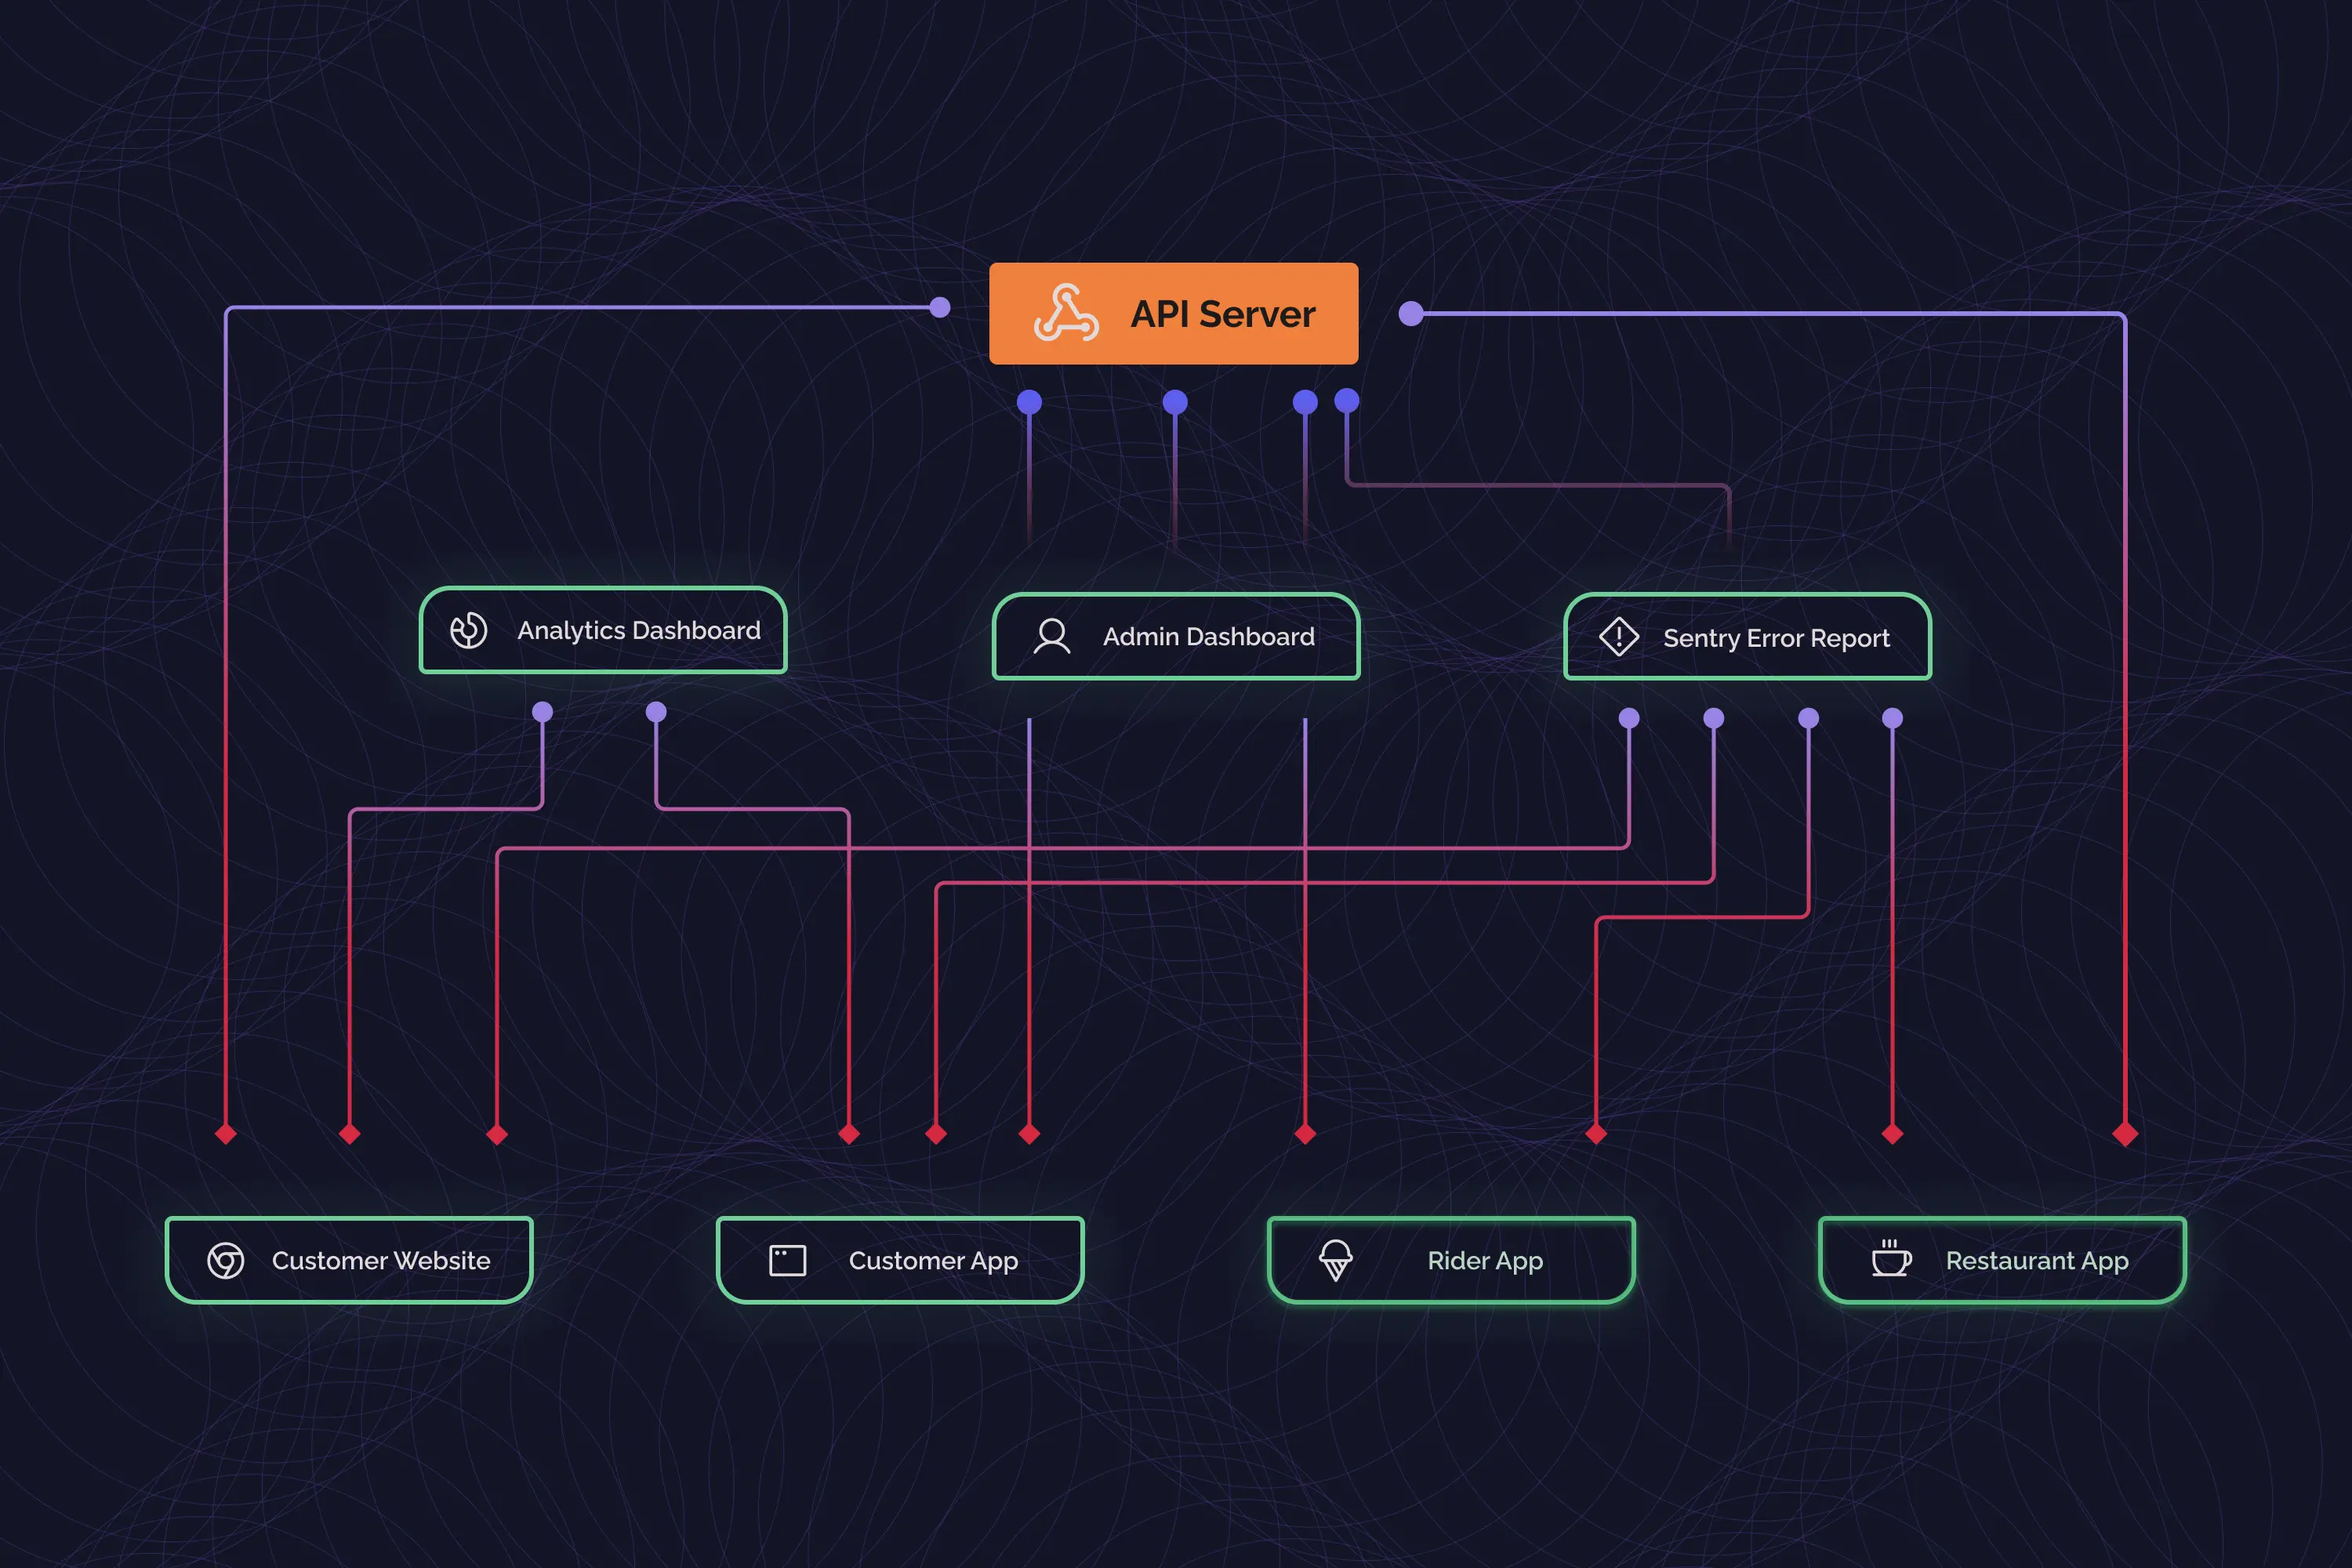 API Server
Analytics Dashboard
Admin Dashboard
Sentry Error Report
Customer Website
Customer App
Rider App
Restaurant App